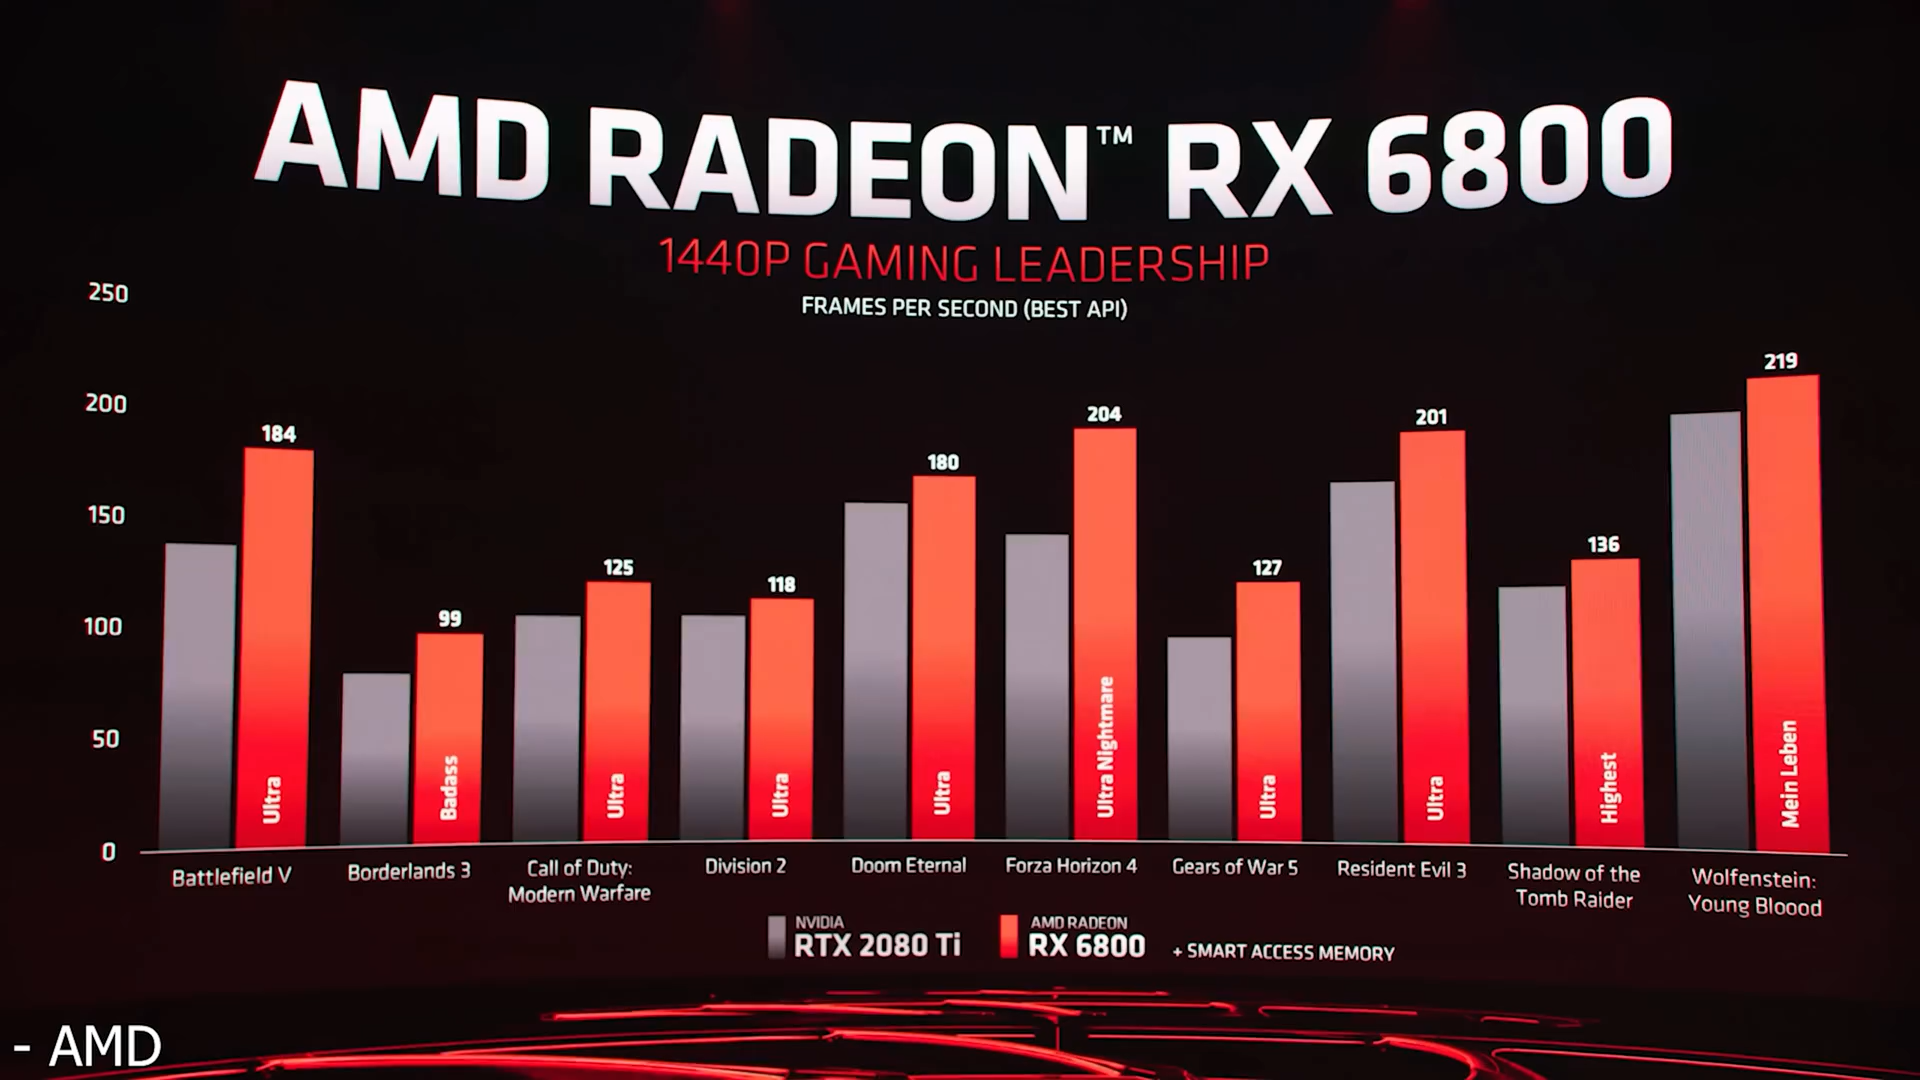 AMD RADEON™ RX 6800
1440P GAMING LEADERSHIP
FRAMES PER SECOND (BEST API)
250
200
150
100
50
0
184
99
125
118
180
204
127
201
136
219
Ultra
Badass
Ultra
Ultra
Ultra
Ultra Nightmare
Ultra
Ultra
Highest
Mein Leben
Battlefield V
Borderlands 3
Call of Duty:
Modern Warfare
Division 2
Doom Eternal
Forza Horizon 4
Gears of War 5
Resident Evil 3
Shadow of the
Tomb Raider
Wolfenstein:
Young Bloood
NVIDIA
RTX 2080 Ti
AMD RADEON
RX 6800
+ SMART ACCESS MEMORY
- AMD